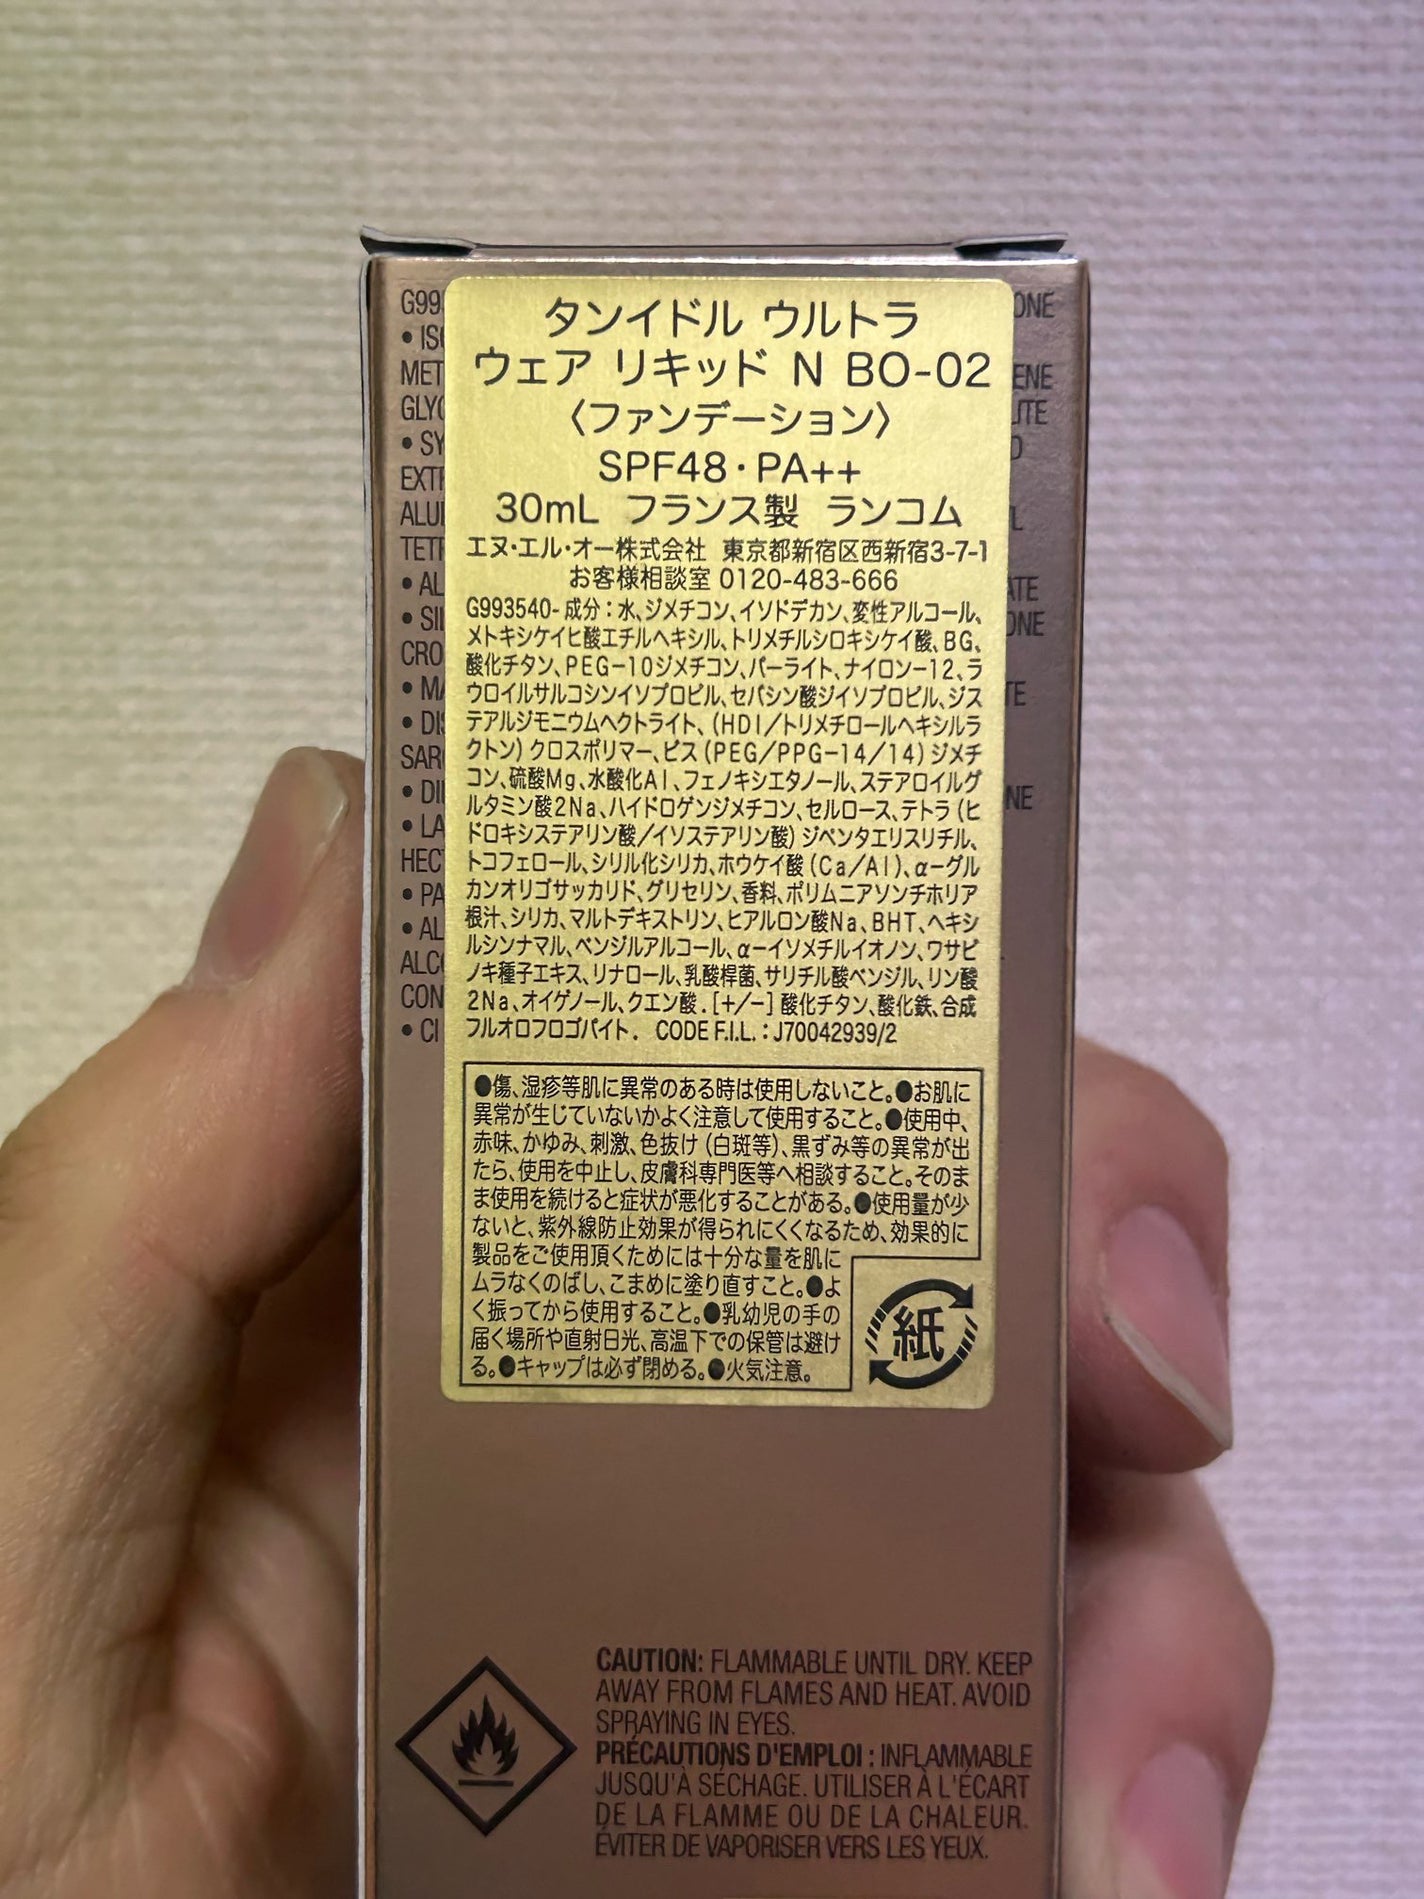 タンイドル ウルトラ
ウェア リキッド N BO-02
〈ファンデーション〉
SPF48・PA++
30mL フランス製 ランコム
エヌ・エル・オー株式会社 東京都新宿区西新宿3-7-1
お客様相談室 0120-483-666
G993540- 成分：水、ジメチコン、イソドデカン、変性アルコール、
メトキシケイヒ酸エチルヘキシル、トリメチルシロキシケイ酸、BG、
酸化チタン、PEG-10ジメチコン、パーライト、ナイロン-12、ラ
ウロイルサルコシンイソプロピル、セバシン酸ジイソプロピル、ジス
テアルジモニウムヘクトライト、(HDI／トリメチロールヘキシルラ
クトン)クロスポリマー、ビス(PEG／PPG-14／14)ジメチ
コン、硫酸Mg、水酸化Al、フェノキシエタノール、ステアロイルグ
ルタミン酸2Na、ハイドロゲンジメチコン、セルロース、テトラ(ヒ
ドロキシステアリン酸／イソステアリン酸)ジペンタエリスリチル、
トコフェロール、シリル化シリカ、ホウケイ酸(Ca／Al)、α-グル
カンオリゴサッカリド、グリセリン、香料、ポリムニアソンチホリア
根汁、シリカ、マルトデキストリン、ヒアルロン酸Na、BHT、ヘキシ
ルシンナマル、ベンジルアルコール、α-イソメチルイオノン、ワサビ
ノキ種子エキス、リナロール、乳酸桿菌、サリチル酸ベンジル、リン酸
2Na、オイゲノール、クエン酸．[+/-] 酸化チタン、酸化鉄、合成
フルオロフロゴパイト． CODE F.I.L.：J70042939/2
●傷、湿疹等肌に異常のある時は使用しないこと。●お肌に
異常が生じていないかよく注意して使用すること。●使用中、
赤味、かゆみ、刺激、色抜け(白斑等)、黒ずみ等の異常が出
たら、使用を中止し、皮膚科専門医等へ相談すること。そのま
ま使用を続けると症状が悪化することがある。●使用量が少
ないと、紫外線防止効果が得られにくくなるため、効果的に
製品をご使用頂くためには十分な量を肌に
ムラなくのばし、こまめに塗り直すこと。●よ
く振ってから使用すること。●乳幼児の手の
届く場所や直射日光、高温下での保管は避け
る。●キャップは必ず閉める。●火気注意。
紙
CAUTION: FLAMMABLE UNTIL DRY. KEEP
AWAY FROM FLAMES AND HEAT. AVOID
SPRAYING IN EYES.
PRÉCAUTIONS D'EMPLOI : INFLAMMABLE
JUSQU'À SÉCHAGE. UTILISER À L'ÉCART
DE LA FLAMME OU DE LA CHALEUR.
ÉVITER DE VAPORISER VERS LES YEUX.